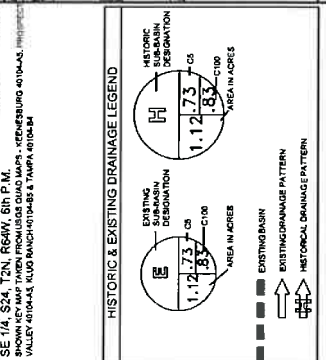 SE 1/4, S24, T2N, R64W, 6th P.M.
SHOWN KEY MAP TAKEN FROM USGS QUAD MAPS - KEENESBURG 40104-A5, PROSPECT
VALLEY 40104-A5, KLUG RANCH 40104-B5 & TAMPA 40104-B4
HISTORIC & EXISTING DRAINAGE LEGEND
EXISTING
SUB-BASIN
DESIGNATION
E
C5
1.12
.73
.83
C100
AREA IN ACRES
HISTORIC
SUB-BASIN
DESIGNATION
H
C5
1.12
.73
.83
C100
AREA IN ACRES
EXISTING BASIN
EXISTING DRAINAGE PATTERN
H
HISTORICAL DRAINAGE PATTERN